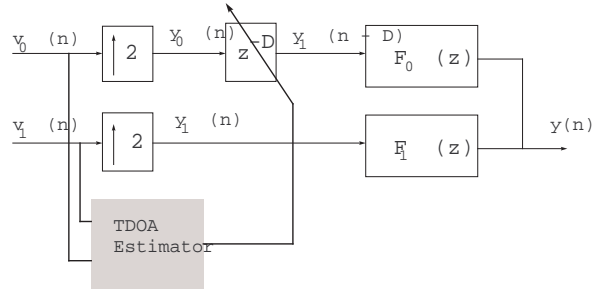 v0 (n)
2
y0 (n)
z-D
y1 (n - D)
F0 (z)
v1 (n)
2
y1 (n)
F1 (z)
y(n)
TDOA
Estimator